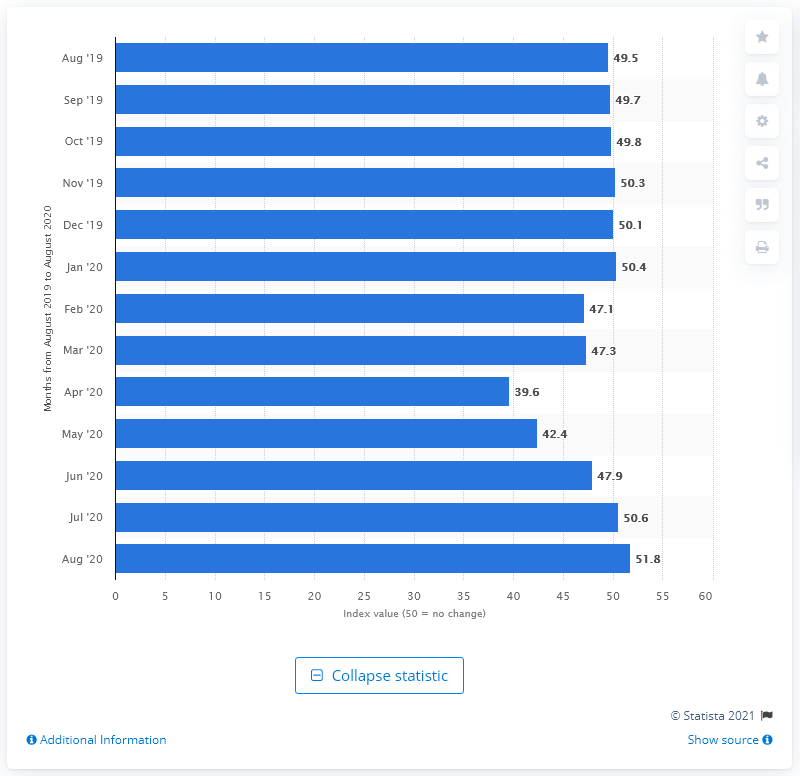 Aug '19 49.5
Sep '19 49.7
Oct '19 49.8
Nov '19 50.3
Dec '19 50.1
Jan '20 50.4
Feb '20 47.1
Mar '20 47.3
Apr '20 39.6
May '20 42.4
Jun '20 47.9
Jul '20 50.6
Aug '20 51.8
Months from August 2019 to August 2020
0 5 10 15 20 25 30 35 40 45 50 55 60
Index value (50 = no change)
Collapse statistic
© Statista 2021
Additional Information Show source